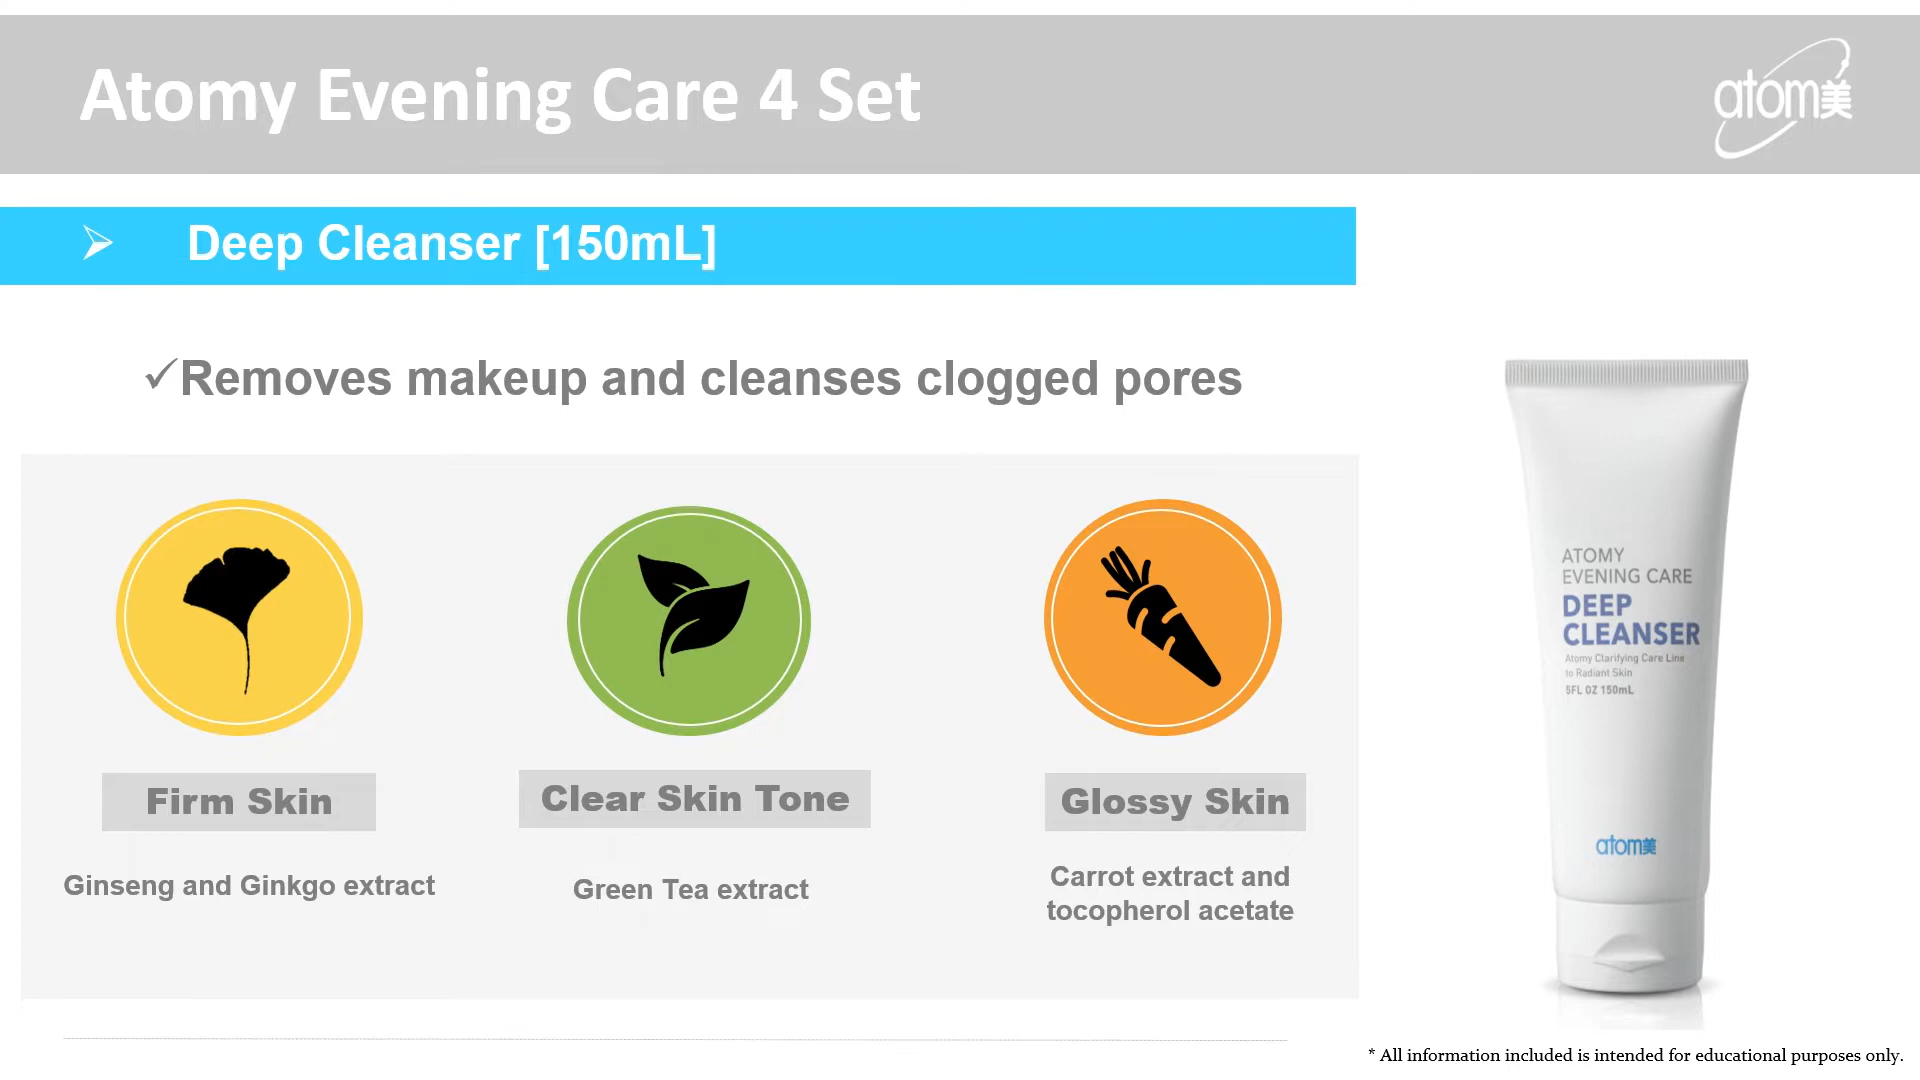 Atomy Evening Care 4 Set
atom美
Deep Cleanser [150mL]
Removes makeup and cleanses clogged pores
Firm Skin
Clear Skin Tone
Glossy Skin
Ginseng and Ginkgo extract
Green Tea extract
Carrot extract and
tocopherol acetate
ATOMY
EVENING CARE
DEEP
CLEANSER
Atomy Clarifying Care Line
to Radiant Skin
5FL OZ 150mL
atom美
* All information included is intended for educational purposes only.